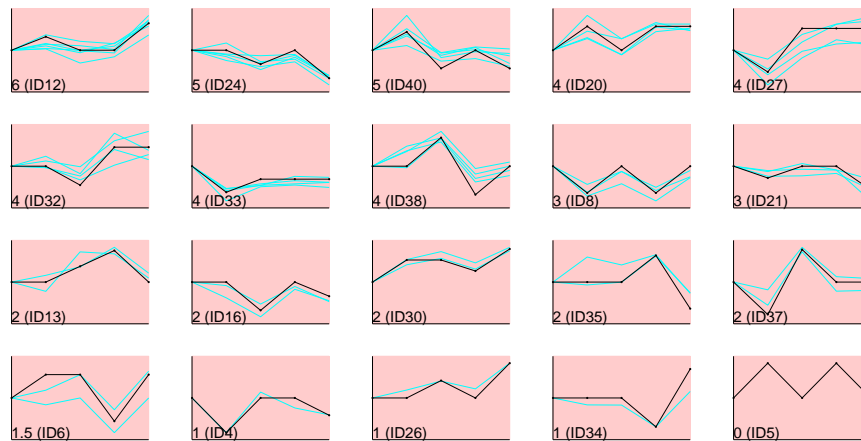 6 (ID12)
5 (ID24)
5 (ID40)
4 (ID20)
4 (ID27)
4 (ID32)
4 (ID33)
4 (ID38)
3 (ID8)
3 (ID21)
2 (ID13)
2 (ID16)
2 (ID30)
2 (ID35)
2 (ID37)
1.5 (ID6)
1 (ID4)
1 (ID26)
1 (ID34)
0 (ID5)